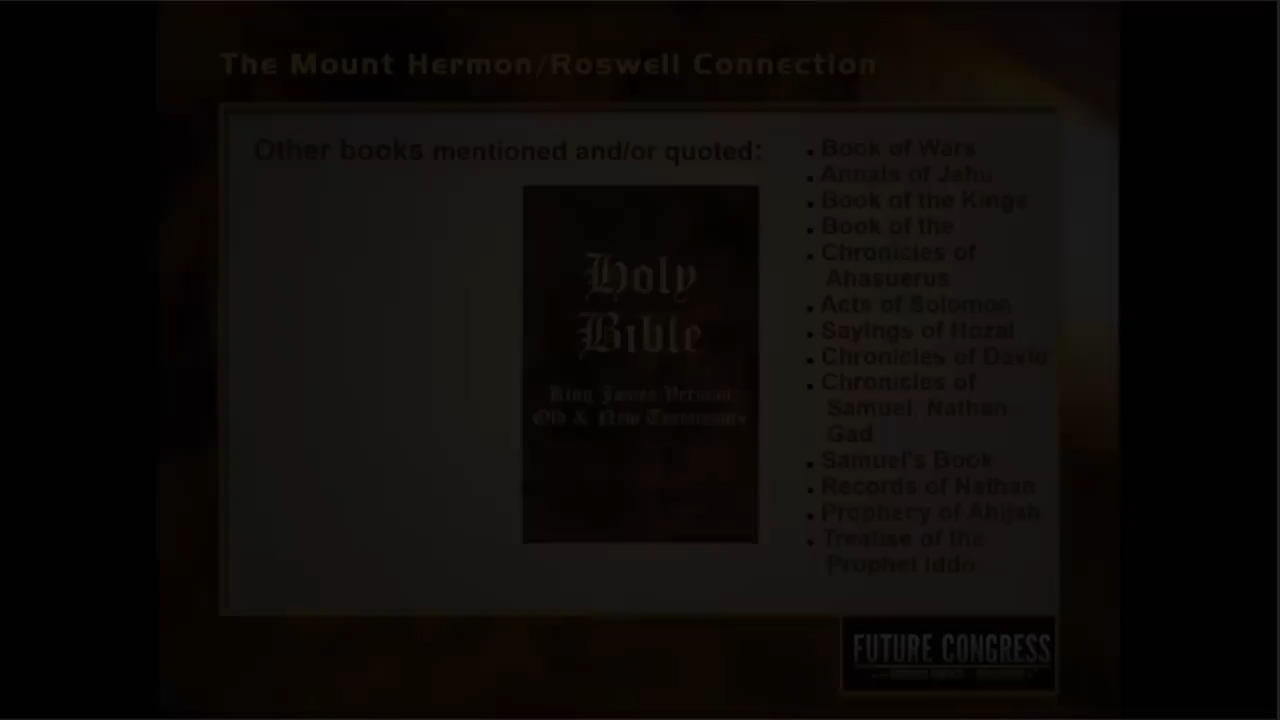 The Mount Hermon/Roswell Connection
Other books mentioned and/or quoted:
Holy
Bible
King James Version
Old & New Testaments
. Book of Wars
. Annals of Jehu
. Book of the Kings
. Book of the
. Chronicles of
Ahasuerus
. Acts of Solomon
. Sayings of Hozai
. Chronicles of David
. Chronicles of
Samuel, Nathan
Gad
. Samuel's Book
. Records of Nathan
. Prophecy of Ahijah
. Treatise of the
Prophet Iddo
FUTURE CONGRESS